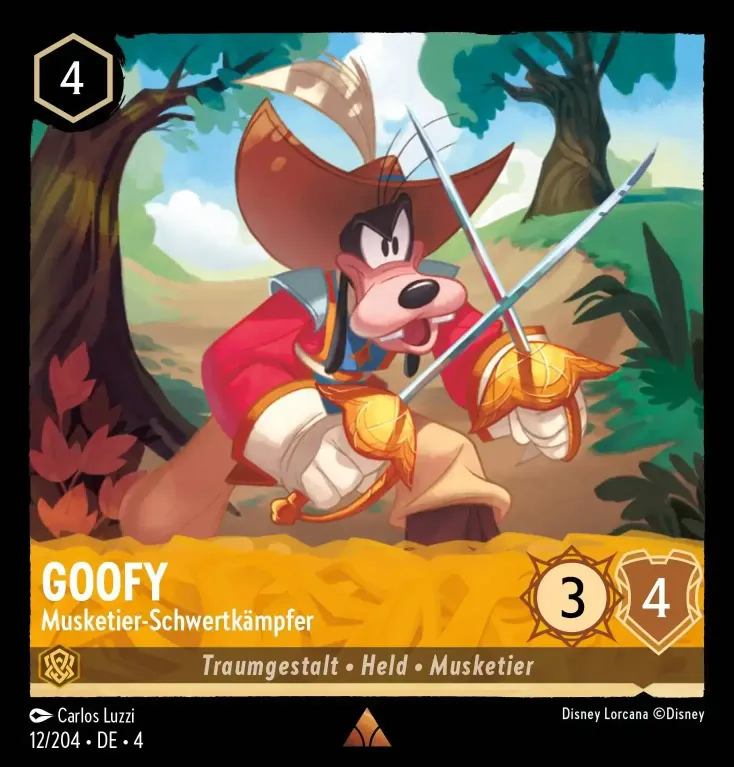 4
GOOFY
Musketier-Schwertkämpfer
3
4
Traumgestalt • Held • Musketier
Carlos Luzzi
Disney Lorcana ©Disney
12/204 • DE • 4